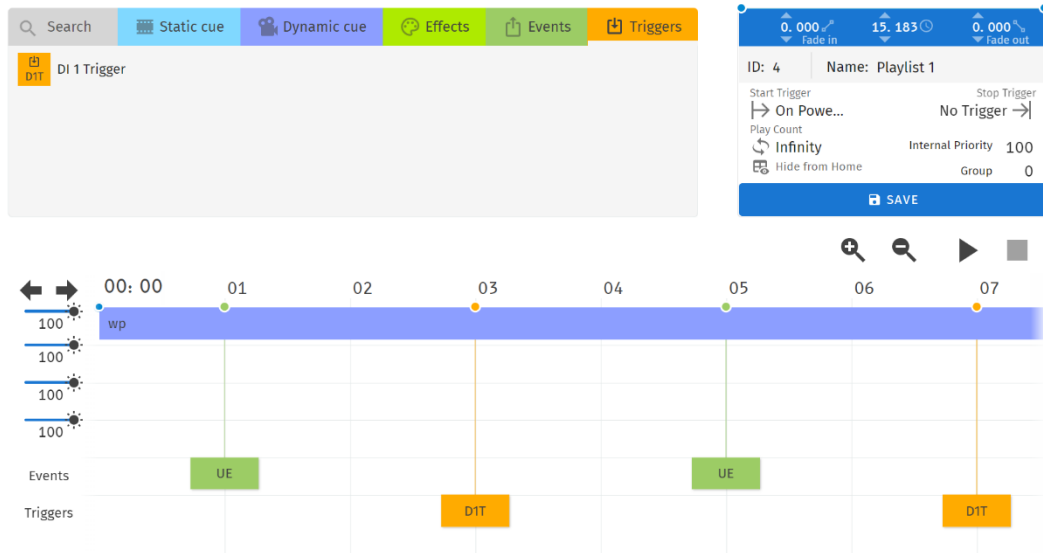 Search Static cue Dynamic cue Effects Events Triggers
D1T DI 1 Trigger
0. 000 15. 183 0. 000
Fade in Fade out
ID: 4 Name: Playlist 1
Start Trigger Stop Trigger
On Powe... No Trigger
Play Count
Infinity Internal Priority 100
Hide from Home Group 0
SAVE
00: 00 01 02 03 04 05 06 07
100 wp
100
100
100
Events UE UE
Triggers D1T D1T